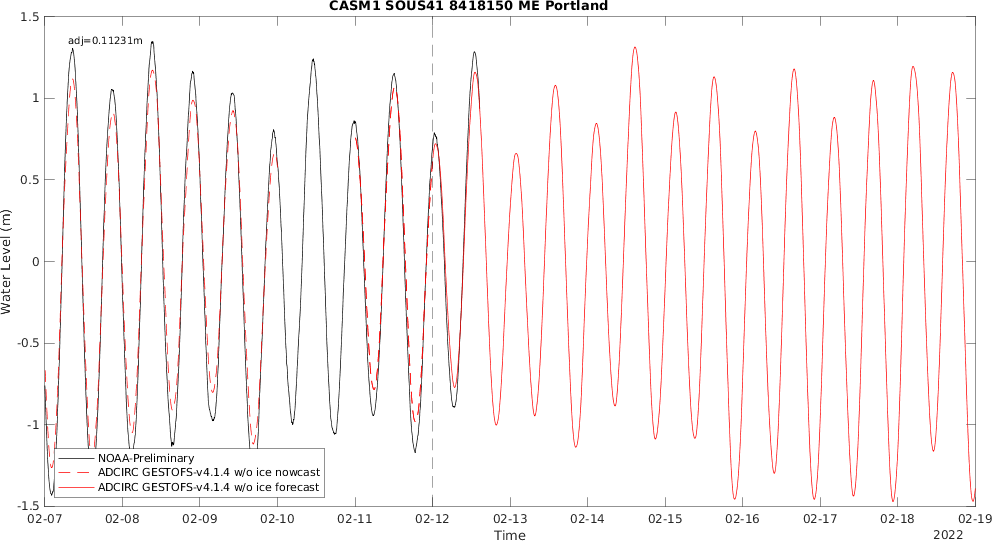 CASM1 SOUS41 8418150 ME Portland
adj=0.11231m
1.5
1
0.5
0
-0.5
-1
-1.5
Water Level (m)
NOAA-Preliminary
ADCIRC GESTOFS-v4.1.4 w/o ice nowcast
ADCIRC GESTOFS-v4.1.4 w/o ice forecast
02-07 02-08 02-09 02-10 02-11 02-12 02-13 02-14 02-15 02-16 02-17 02-18 02-19
Time
2022